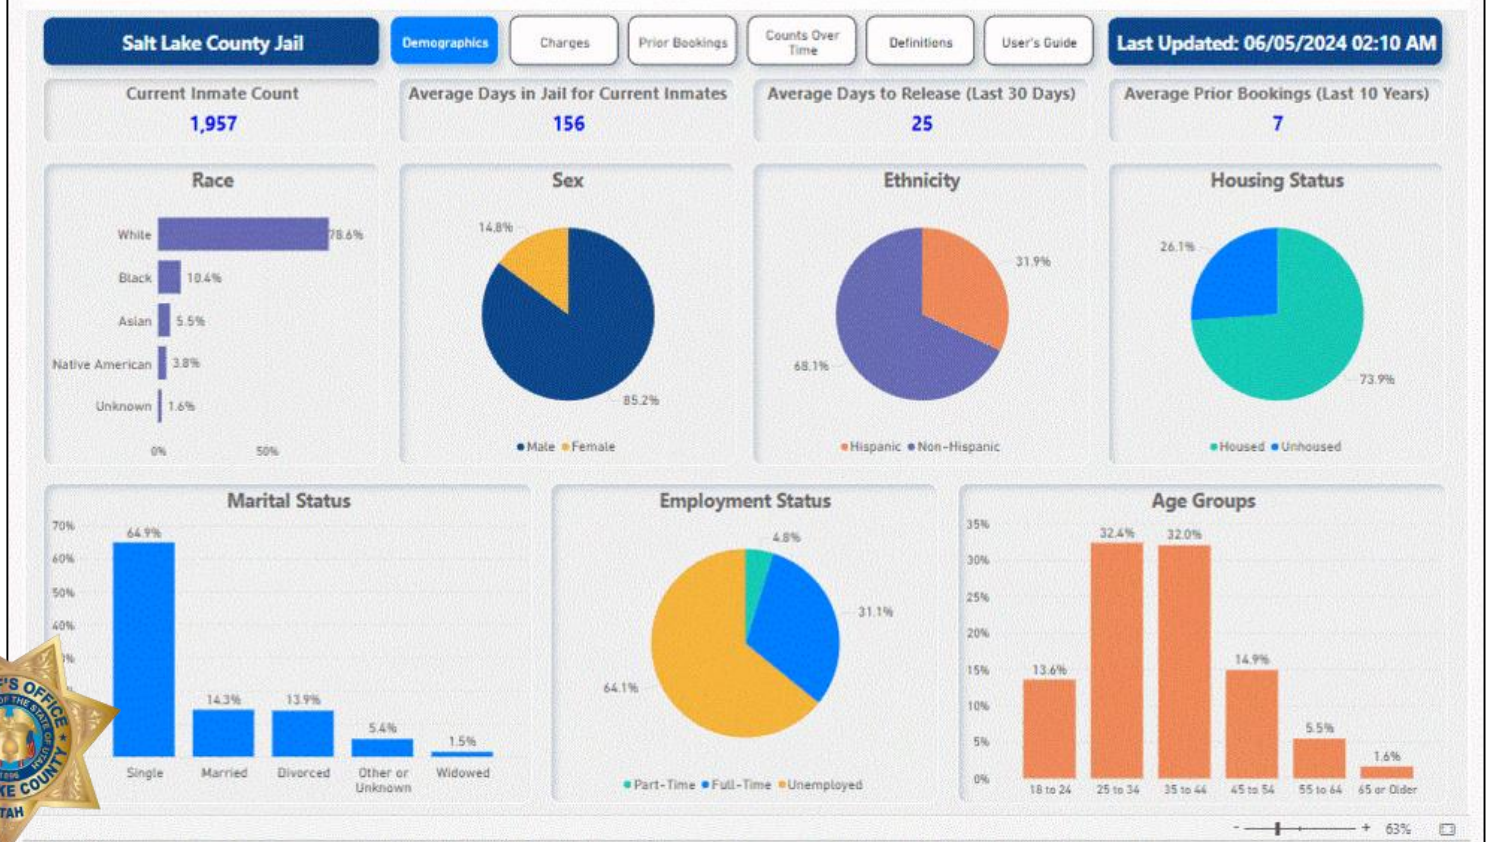 Salt Lake County Jail
Demographics
Charges
Prior Bookings
Counts Over
Time
Definitions
User's Guide
Last Updated: 06/05/2024 02:10 AM
Current Inmate Count
1,957
Average Days in Jail for Current Inmates
156
Average Days to Release (Last 30 Days)
25
Average Prior Bookings (Last 10 Years)
7
Race
White 78.6%
Black 10.4%
Asian 5.5%
Native American 3.8%
Unknown 1.6%
0% 50%
Sex
14.8%
85.2%
Male Female
Ethnicity
31.9%
68.1%
Hispanic Non-Hispanic
Housing Status
26.1%
73.9%
Housed Unhoused
Marital Status
70%
60%
50%
40%
64.9%
14.3%
13.9%
5.4%
1.5%
Single Married Divorced Other or
Unknown
Widowed
Employment Status
4.8%
31.1%
64.1%
Part-Time Full-Time Unemployed
Age Groups
35%
30%
25%
20%
15%
10%
5%
0%
13.6%
32.4%
32.0%
14.9%
5.5%
1.6%
18 to 24 25 to 34 35 to 44 45 to 54 55 to 64 65 or Older
OFFICE
OF THE STATE OF UTAH
1896
COUNTY
- + 63%